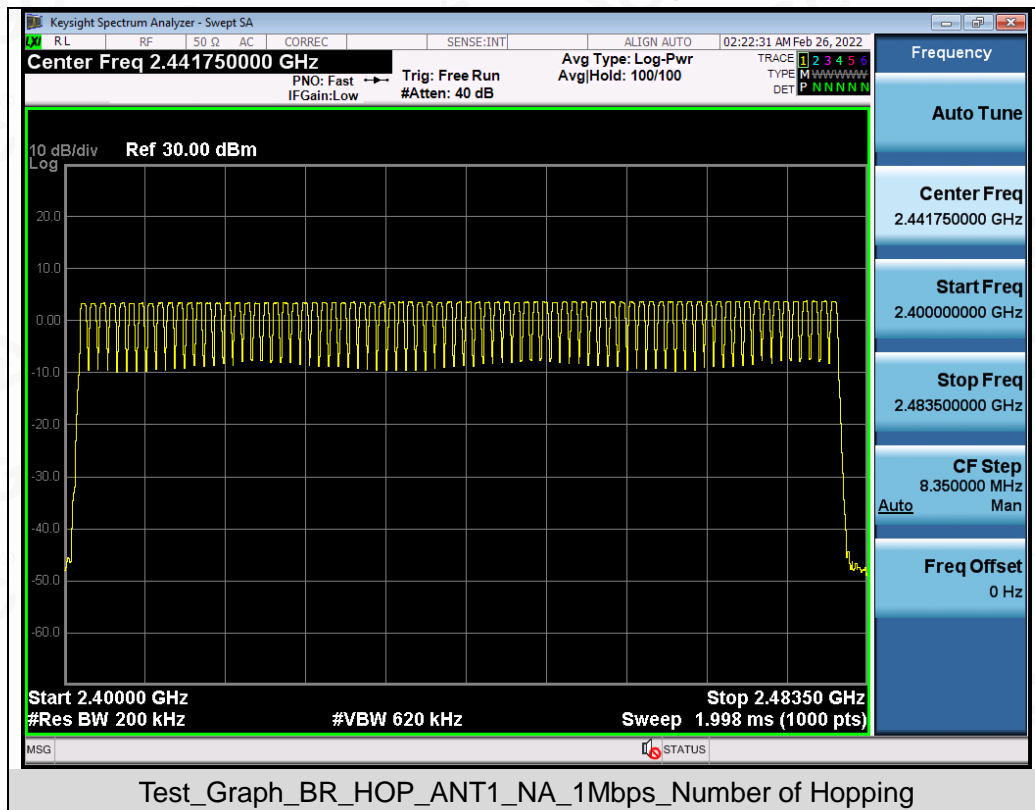 Keysight Spectrum Analyzer - Swept SA
LXI RL RF 50 Ω AC CORREC SENSE:INT ALIGN AUTO 02:22:31 AM Feb 26, 2022
Center Freq 2.441750000 GHz
PNO: Fast
IFGain:Low
Trig: Free Run
#Atten: 40 dB
Avg Type: Log-Pwr
Avg|Hold: 100/100
TRACE 1 2 3 4 5 6
TYPE M W W W W W
DET P N N N N N
10 dB/div Ref 30.00 dBm
Log
20.0
10.0
0.00
-10.0
-20.0
-30.0
-40.0
-50.0
-60.0
Start 2.40000 GHz Stop 2.48350 GHz
#Res BW 200 kHz #VBW 620 kHz Sweep 1.998 ms (1000 pts)
MSG STATUS
Frequency
Auto Tune
Center Freq
2.441750000 GHz
Start Freq
2.400000000 GHz
Stop Freq
2.483500000 GHz
CF Step
8.350000 MHz
Auto Man
Freq Offset
0 Hz
Test_Graph_BR_HOP_ANT1_NA_1Mbps_Number of Hopping